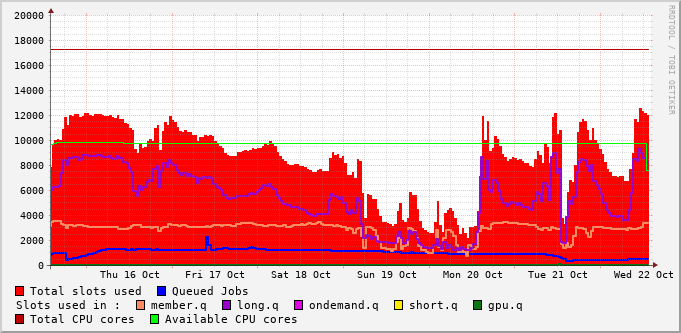 20000
18000
16000
14000
12000
10000
8000
6000
4000
2000
0
Thu 16 Oct Fri 17 Oct Sat 18 Oct Sun 19 Oct Mon 20 Oct Tue 21 Oct Wed 22 Oct
RRDTOOL / TOBI OETIKER
Total slots used Queued Jobs
Slots used in : member.q long.q ondemand.q short.q gpu.q
Total CPU cores Available CPU cores